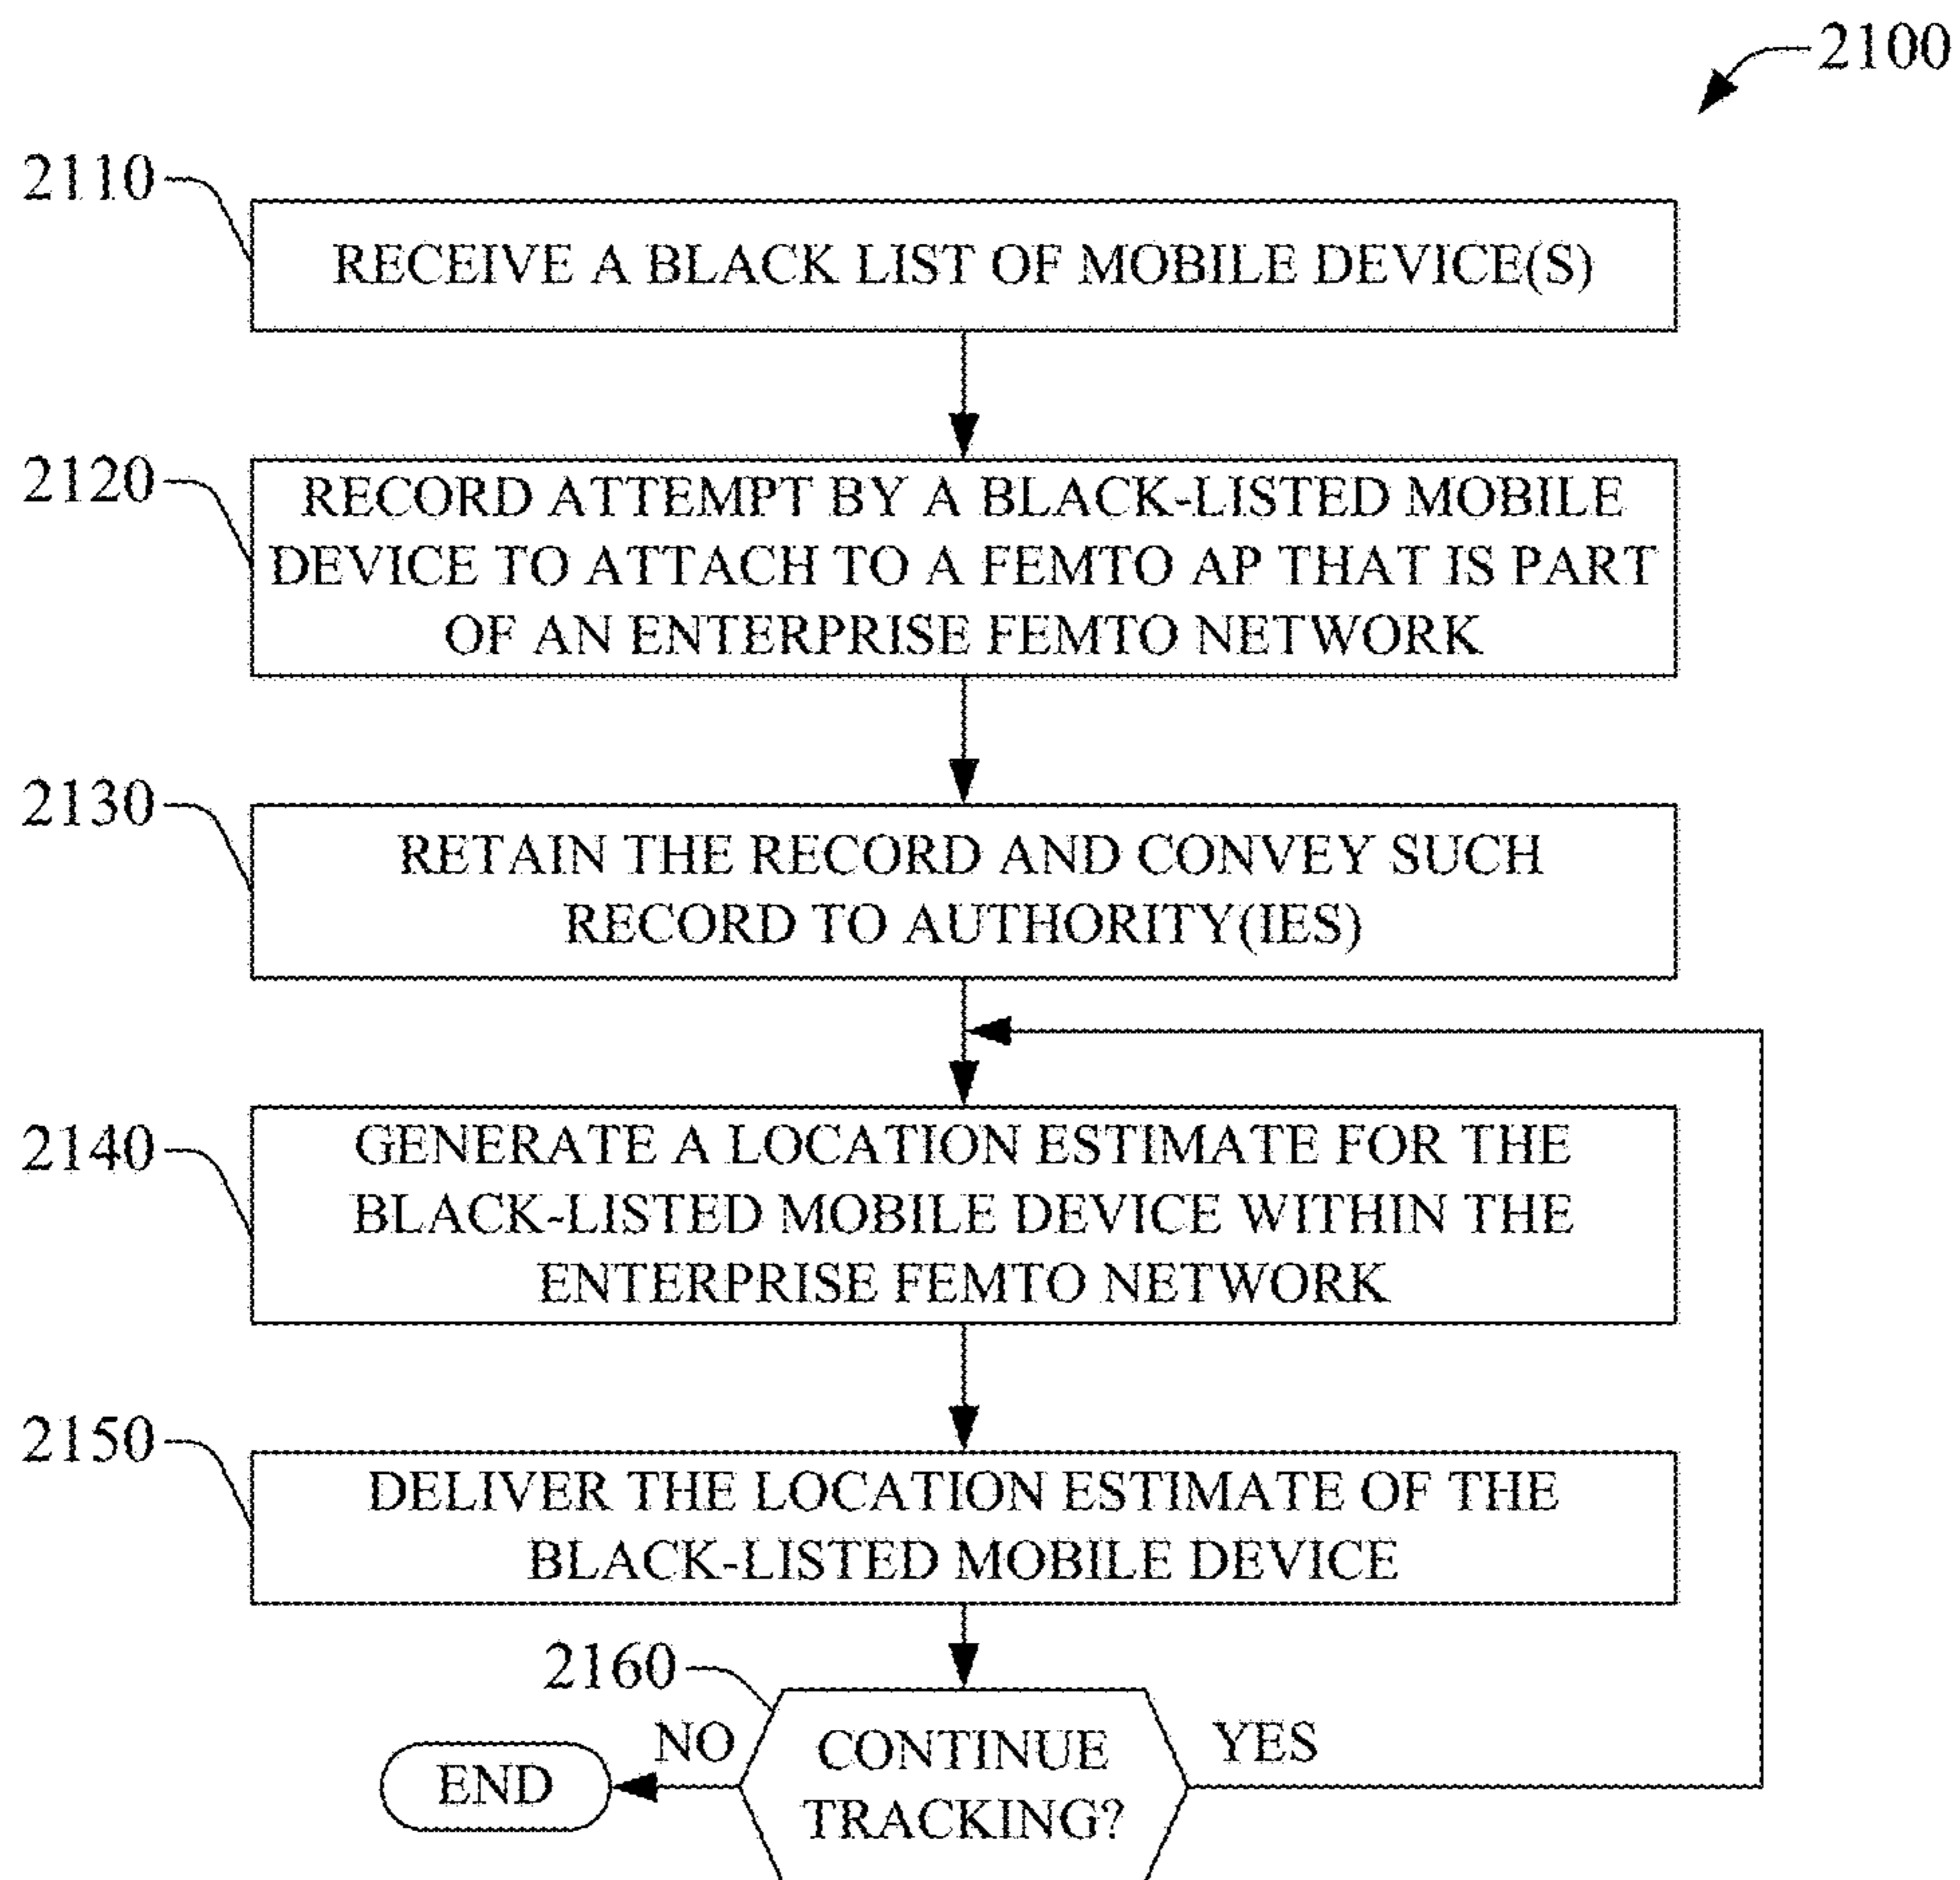 2100
2110
RECEIVE A BLACK LIST OF MOBILE DEVICE(S)
2120
RECORD ATTEMPT BY A BLACK-LISTED MOBILE
DEVICE TO ATTACH TO A FEMTO AP THAT IS PART
OF AN ENTERPRISE FEMTO NETWORK
2130
RETAIN THE RECORD AND CONVEY SUCH
RECORD TO AUTHORITY(IES)
2140
GENERATE A LOCATION ESTIMATE FOR THE
BLACK-LISTED MOBILE DEVICE WITHIN THE
ENTERPRISE FEMTO NETWORK
2150
DELIVER THE LOCATION ESTIMATE OF THE
BLACK-LISTED MOBILE DEVICE
2160
NO
YES
END
CONTINUE
TRACKING?